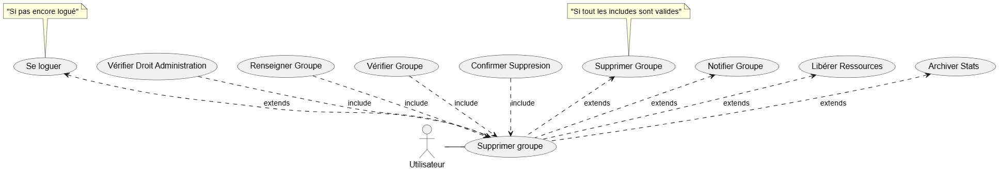 "Si pas encore logué"
"Si tout les includes sont valides"
Se loguer
Vérifier Droit Administration
Renseigner Groupe
Vérifier Groupe
Confirmer Suppresion
Supprimer Groupe
Notifier Groupe
Libérer Ressources
Archiver Stats
extends
include
include
include
include
extends
extends
extends
extends
Supprimer groupe
Utilisateur